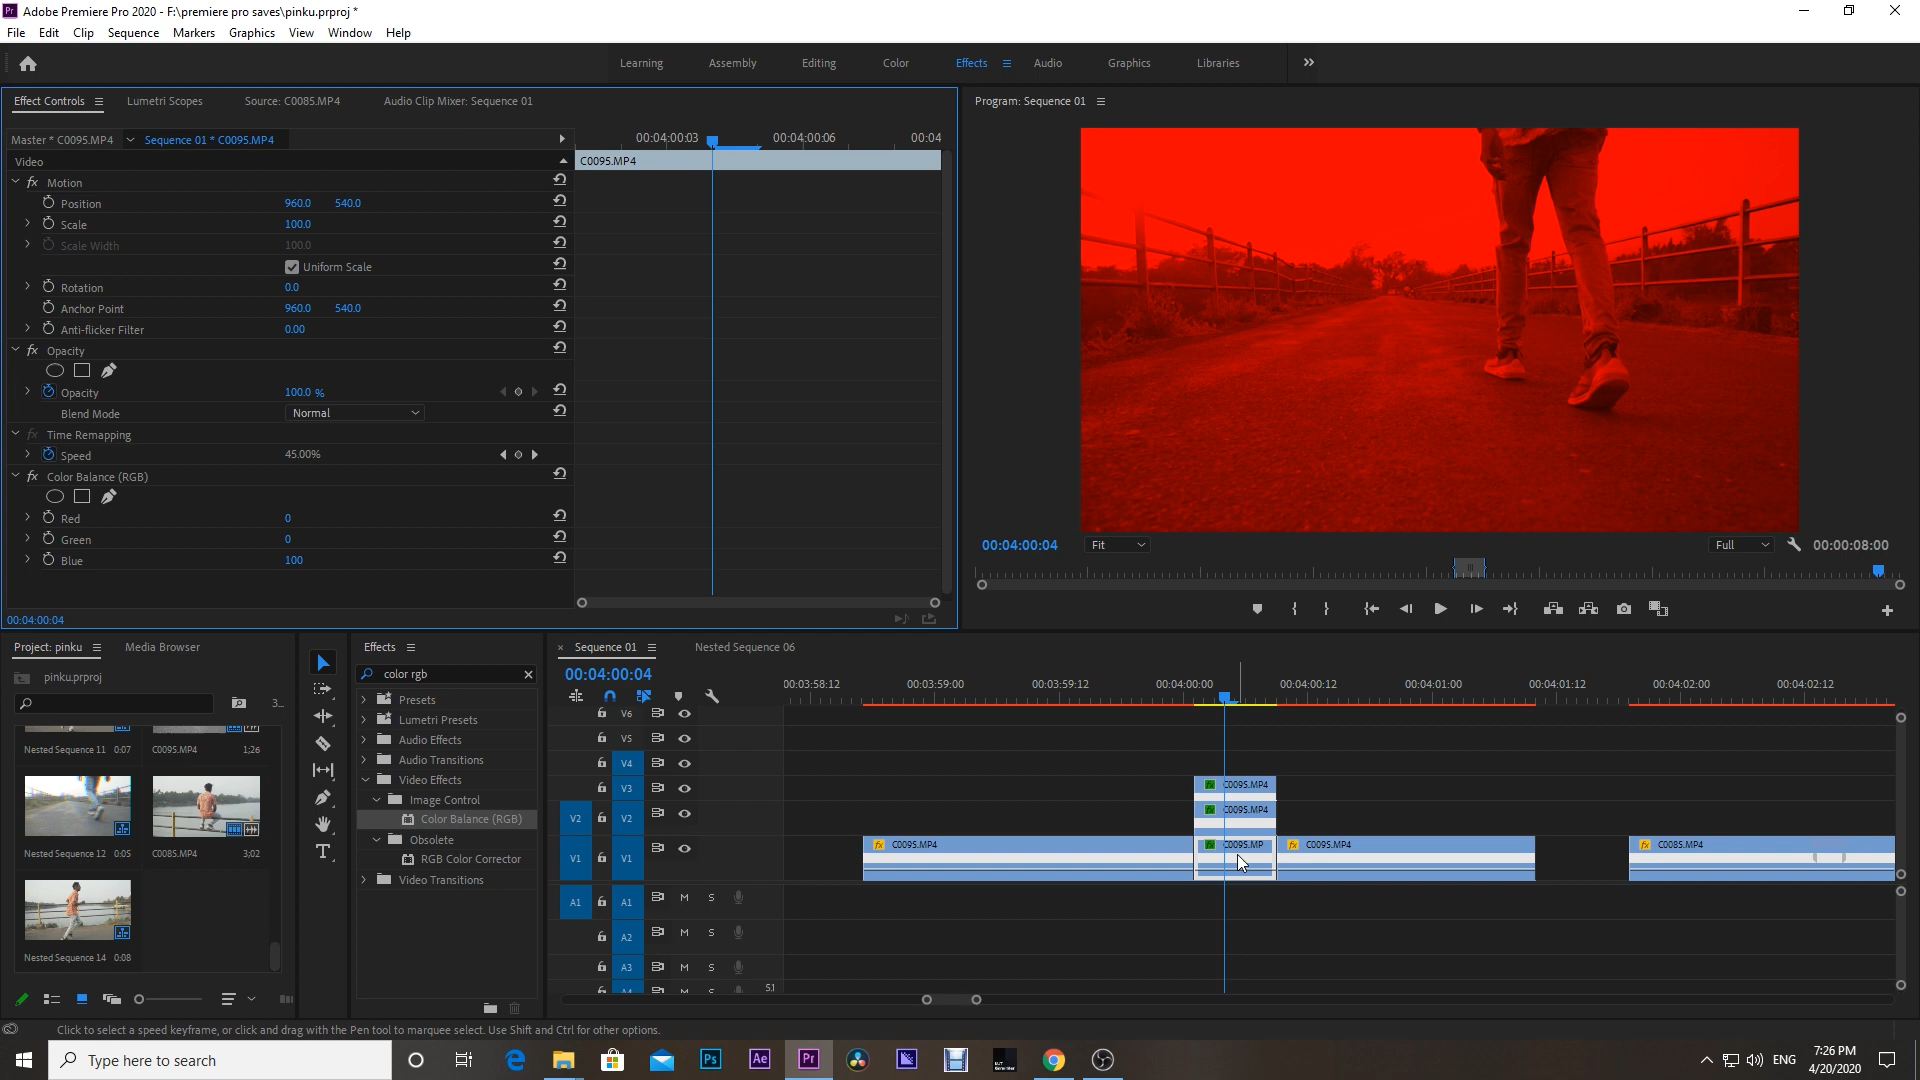 Pr Adobe Premiere Pro 2020 - F:\premiere pro saves\pinku.prproj *
File Edit Clip Sequence Markers Graphics View Window Help
Learning Assembly Editing Color Effects Audio Graphics Libraries
Effect Controls Lumetri Scopes Source: C0085.MP4 Audio Clip Mixer: Sequence 01
Program: Sequence 01
Master * C0095.MP4 Sequence 01 * C0095.MP4
00:04:00:03 00:04:00:06 00:04
Video
C0095.MP4
fx Motion
Position 960.0 540.0
Scale 100.0
Scale Width 100.0
Uniform Scale
Rotation 0.0
Anchor Point 960.0 540.0
Anti-flicker Filter 0.00
fx Opacity
Opacity 100.0 %
Blend Mode Normal
fx Time Remapping
Speed 45.00%
fx Color Balance (RGB)
Red 0
Green 0
Blue 100
00:04:00:04
00:04:00:04 Fit Full 00:00:08:00
Project: pinku Media Browser
pinku.prproj
3...
Nested Sequence 11 0:07 C0095.MP4 1;26
Nested Sequence 12 0:05 C0085.MP4 3;02
Nested Sequence 14 0:08
Effects
color rgb
Presets
Lumetri Presets
Audio Effects
Audio Transitions
Video Effects
Image Control
Color Balance (RGB)
Obsolete
RGB Color Corrector
Video Transitions
Sequence 01 Nested Sequence 06
00:04:00:04
00:03:58:12 00:03:59:00 00:03:59:12 00:04:00:00 00:04:00:12 00:04:01:00 00:04:01:12 00:04:02:00 00:04:02:12
V6
V5
V4
V3 fx C0095.MP4
V2 V2 fx C0095.MP4
V1 V1 fx C0095.MP4 fx C0095.MP fx C0095.MP4 fx C0085.MP4
A1 A1 M S
A2 M S
A3 M S
A4 M S 5.1
Click to select a speed keyframe, or click and drag with the Pen tool to marquee select. Use Shift and Ctrl for other options.
Type here to search
Ps Ae Pr
ENG
7:26 PM
4/20/2020